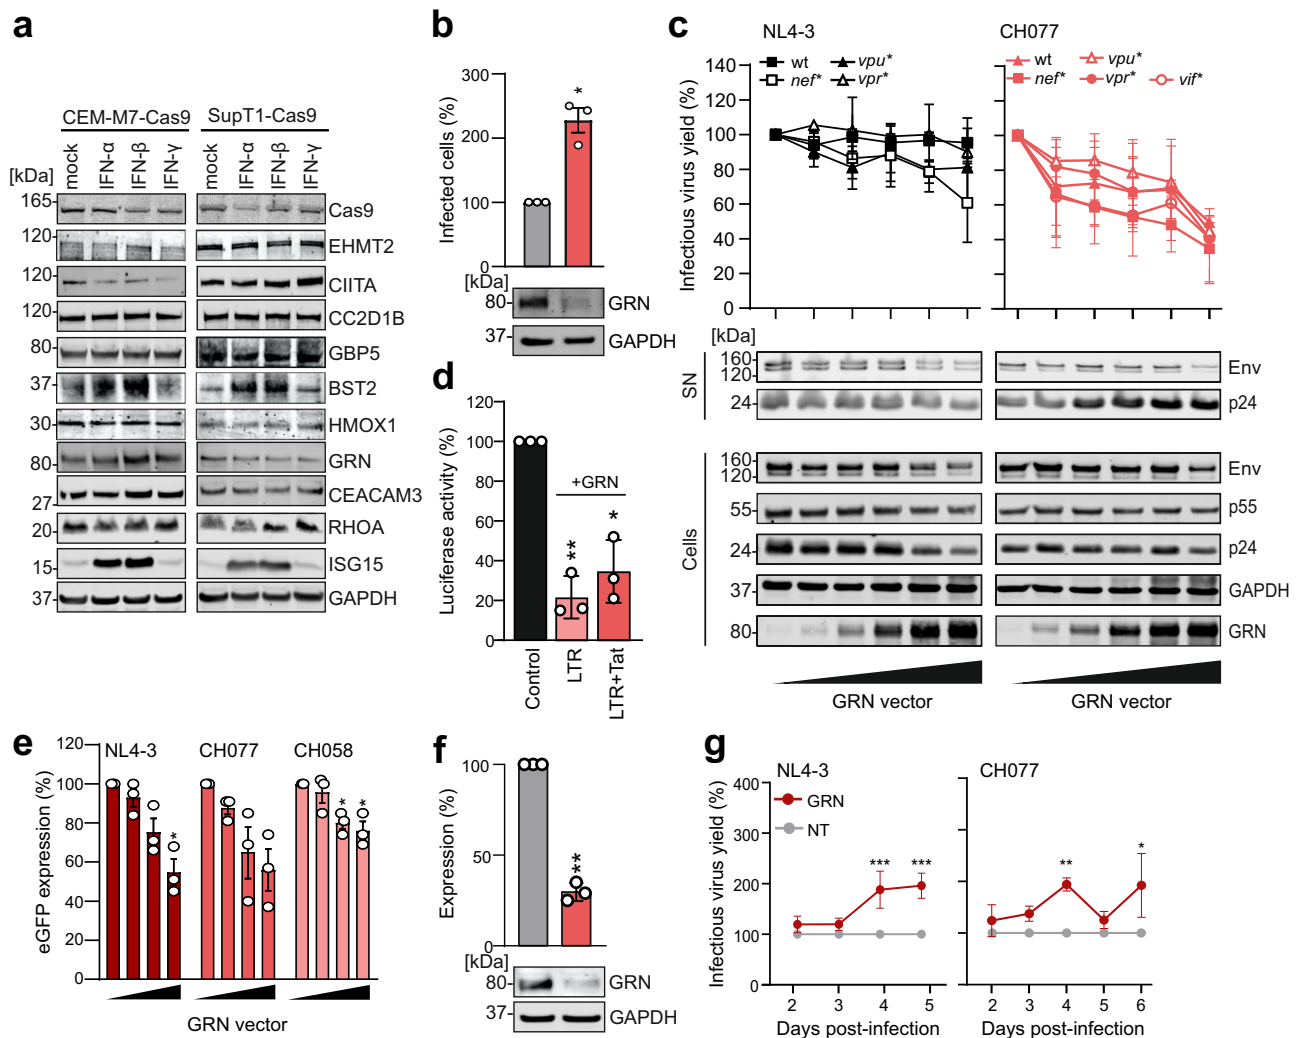 a
CEM-M7-Cas9 SupT1-Cas9
[kDa] mock IFN-α IFN-β IFN-γ mock IFN-α IFN-β IFN-γ
165 Cas9
120 EHMT2
120 CIITA
120 CC2D1B
80 GBP5
37 BST2
30 HMOX1
80 GRN
27 CEACAM3
20 RHOA
15 ISG15
37 GAPDH
b
Infected cells (%)
300
200
100
0
*
[kDa]
80 GRN
37 GAPDH
c
NL4-3 CH077
wt vpu*
nef* vpr*
wt vpu*
nef* vpr* vif*
Infectious virus yield (%)
140
120
100
80
60
40
20
0
[kDa]
SN
160
120 Env
24 p24
Cells
160
120 Env
55 p55
24 p24
37 GAPDH
80 GRN
GRN vector GRN vector
d
Luciferase activity (%)
120
100
80
60
40
20
0
+GRN
** *
Control LTR LTR+Tat
e
NL4-3 CH077 CH058
eGFP expression (%)
120
100
80
60
40
20
0
* * *
GRN vector
f
Expression (%)
100
50
0
**
[kDa]
80 GRN
37 GAPDH
g
NL4-3 CH077
GRN
NT
Infectious virus yield (%)
400
300
200
100
0
*** *** ** *
2 3 4 5 2 3 4 5 6
Days post-infection Days post-infection